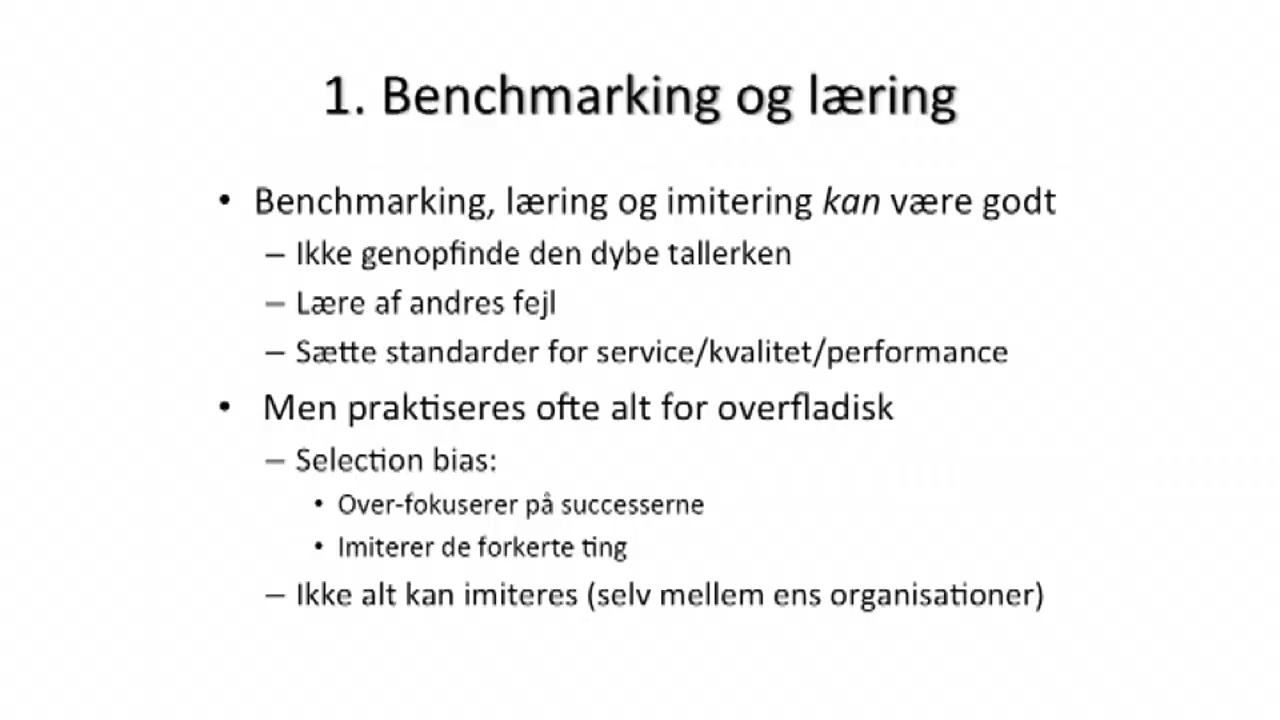 1. Benchmarking og læring
• Benchmarking, læring og imitering kan være godt
– Ikke genopfinde den dybe tallerken
– Lære af andres fejl
– Sætte standarder for service/kvalitet/performance
• Men praktiseres ofte alt for overfladisk
– Selection bias:
• Over-fokuserer på successerne
• Imiterer de forkerte ting
– Ikke alt kan imiteres (selv mellem ens organisationer)